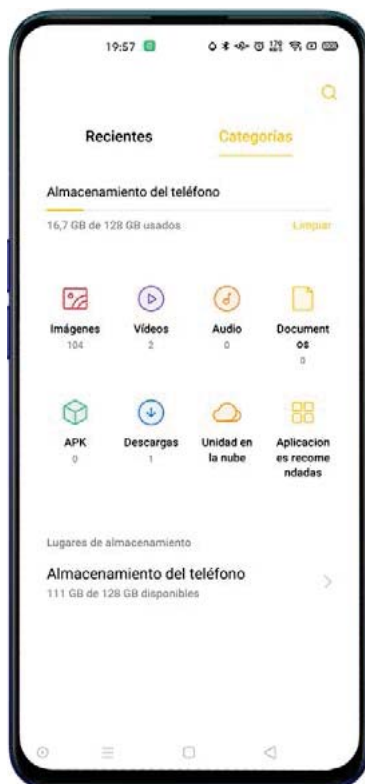 19:57
Recientes
Categorías
Almacenamiento del teléfono
16,7 GB de 128 GB usados
Limpiar
Imágenes
104
Vídeos
2
Audio
0
Document
os
0
APK
0
Descargas
1
Unidad en
la nube
Aplicacion
es recome
ndadas
Lugares de almacenamiento
Almacenamiento del teléfono
111 GB de 128 GB disponibles